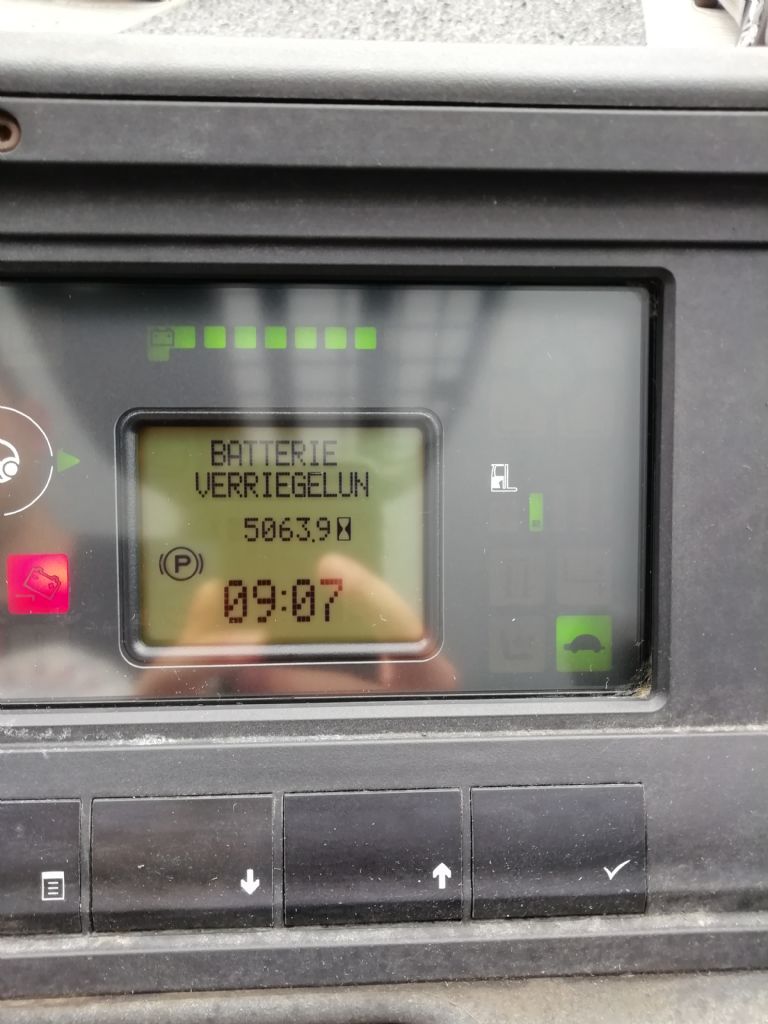 BATTERIE
VERRIEGELUN
5063,9
P
09:07